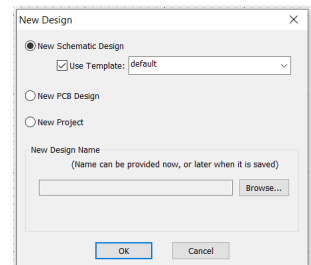 New Design
New Schematic Design
Use Template: default
New PCB Design
New Project
New Design Name
(Name can be provided now, or later when it is saved)
Browse...
OK Cancel